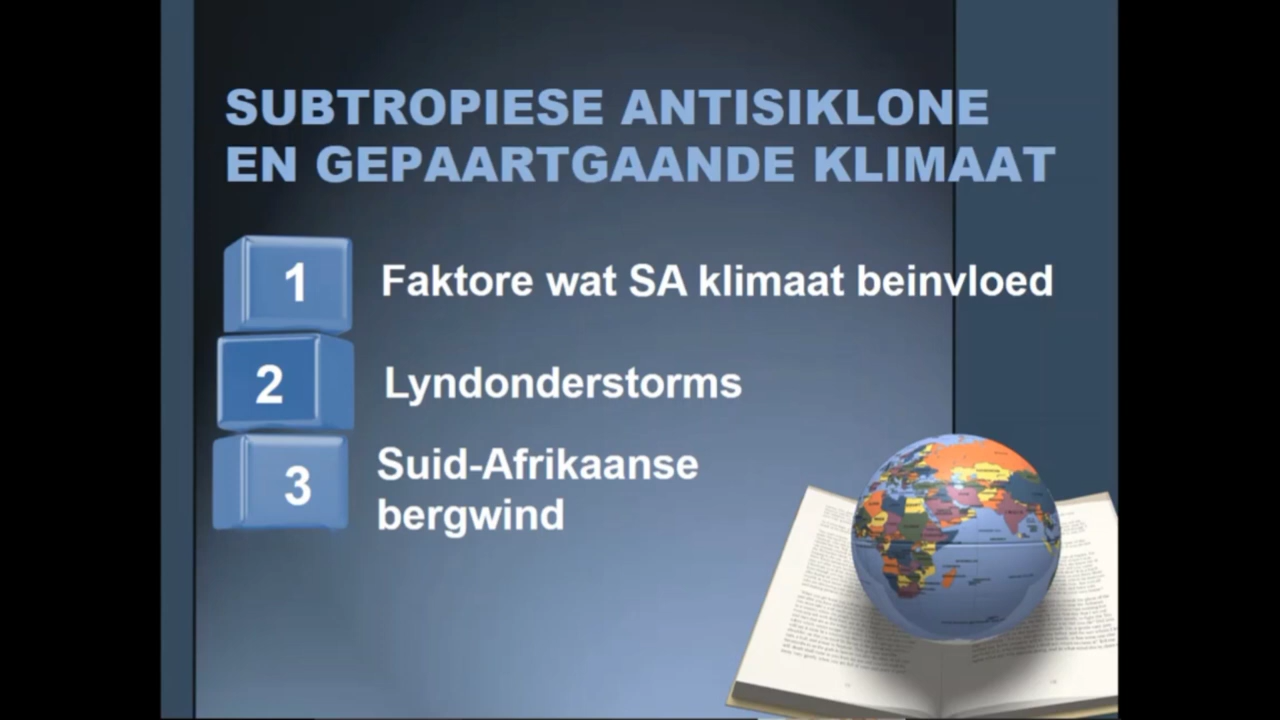 SUBTROPIESE ANTISIKLONE
EN GEPAARTGAANDE KLIMAAT
1
Faktore wat SA klimaat beinvloed
2
Lyndonderstorms
3
Suid-Afrikaanse
bergwind